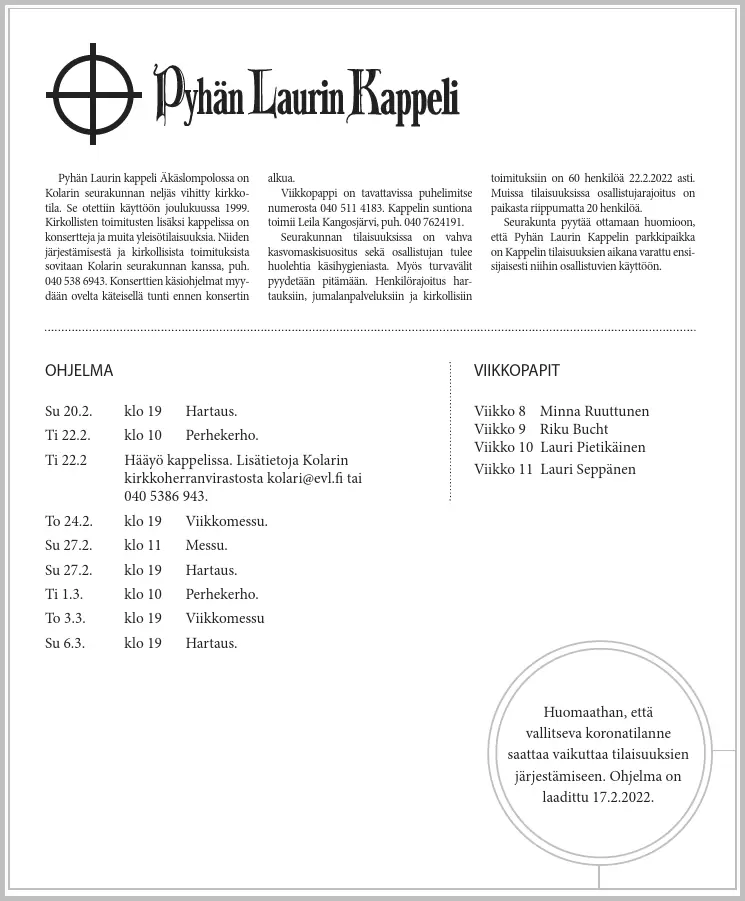 Pyhän Laurin Kappeli
Pyhän Laurin kappeli Äkäslompolossa on
Kolarin seurakunnan neljäs vihitty kirkko-
tila. Se otettiin käyttöön joulukuussa 1999.
Kirkollisten toimitusten lisäksi kappelissa on
konsertteja ja muita yleisötilaisuuksia. Niiden
järjestämisestä ja kirkollisista toimituksista
sovitaan Kolarin seurakunnan kanssa, puh.
040 538 6943. Konserttien käsiohjelmat myy-
dään ovelta käteisellä tunti ennen konsertin
alkua.
Viikkopappi on tavattavissa puhelimitse
numerosta 040 511 4183. Kappelin suntiona
toimii Leila Kangosjärvi, puh. 040 7624191.
Seurakunnan tilaisuuksissa on vahva
kasvomaskisuositus sekä osallistujan tulee
huolehtia käsihygieniasta. Myös turvavälit
pyydetään pitämään. Henkilörajoitus har-
tauksiin, jumalanpalveluksiin ja kirkollisiin
toimituksiin on 60 henkilöä 22.2.2022 asti.
Muissa tilaisuuksissa osallistujarajoitus on
paikasta riippumatta 20 henkilöä.
Seurakunta pyytää ottamaan huomioon,
että Pyhän Laurin Kappelin parkkipaikka
on Kappelin tilaisuuksien aikana varattu ensi-
sijaisesti niihin osallistuvien käyttöön.
OHJELMA
Su 20.2. klo 19 Hartaus.
Ti 22.2. klo 10 Perhekerho.
Ti 22.2 Hääyö kappelissa. Lisätietoja Kolarin
kirkkoherranvirastosta kolari@evl.fi tai
040 5386 943.
To 24.2. klo 19 Viikkomessu.
Su 27.2. klo 11 Messu.
Su 27.2. klo 19 Hartaus.
Ti 1.3. klo 10 Perhekerho.
To 3.3. klo 19 Viikkomessu
Su 6.3. klo 19 Hartaus.
VIIKKOPAPIT
Viikko 8 Minna Ruuttunen
Viikko 9 Riku Bucht
Viikko 10 Lauri Pietikäinen
Viikko 11 Lauri Seppänen
Huomaathan, että
vallitseva koronatilanne
saattaa vaikuttaa tilaisuuksien
järjestämiseen. Ohjelma on
laadittu 17.2.2022.